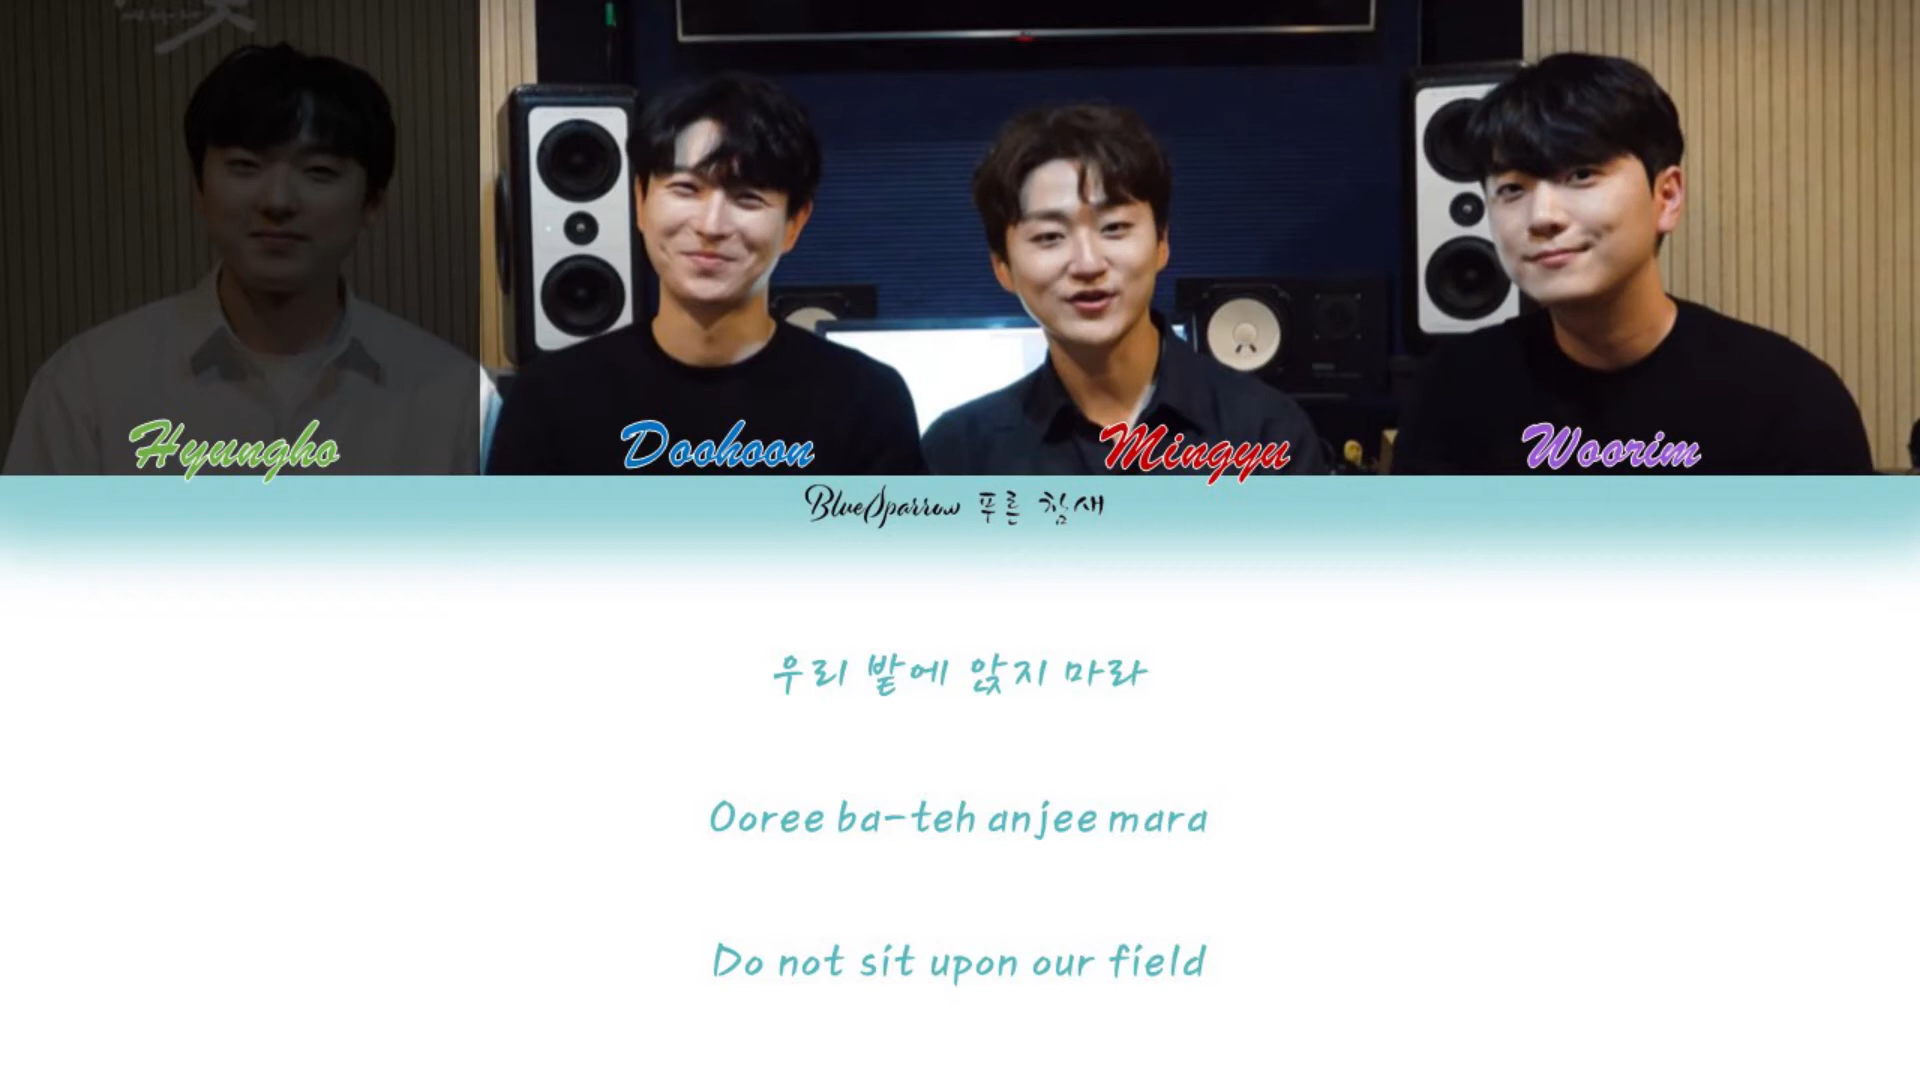 Hyungho Doohoon Mingyu Woorim
BlueSparrow 푸른 참새
우리 밭에 앉지 마라
Ooree ba-teh anjee mara
Do not sit upon our field